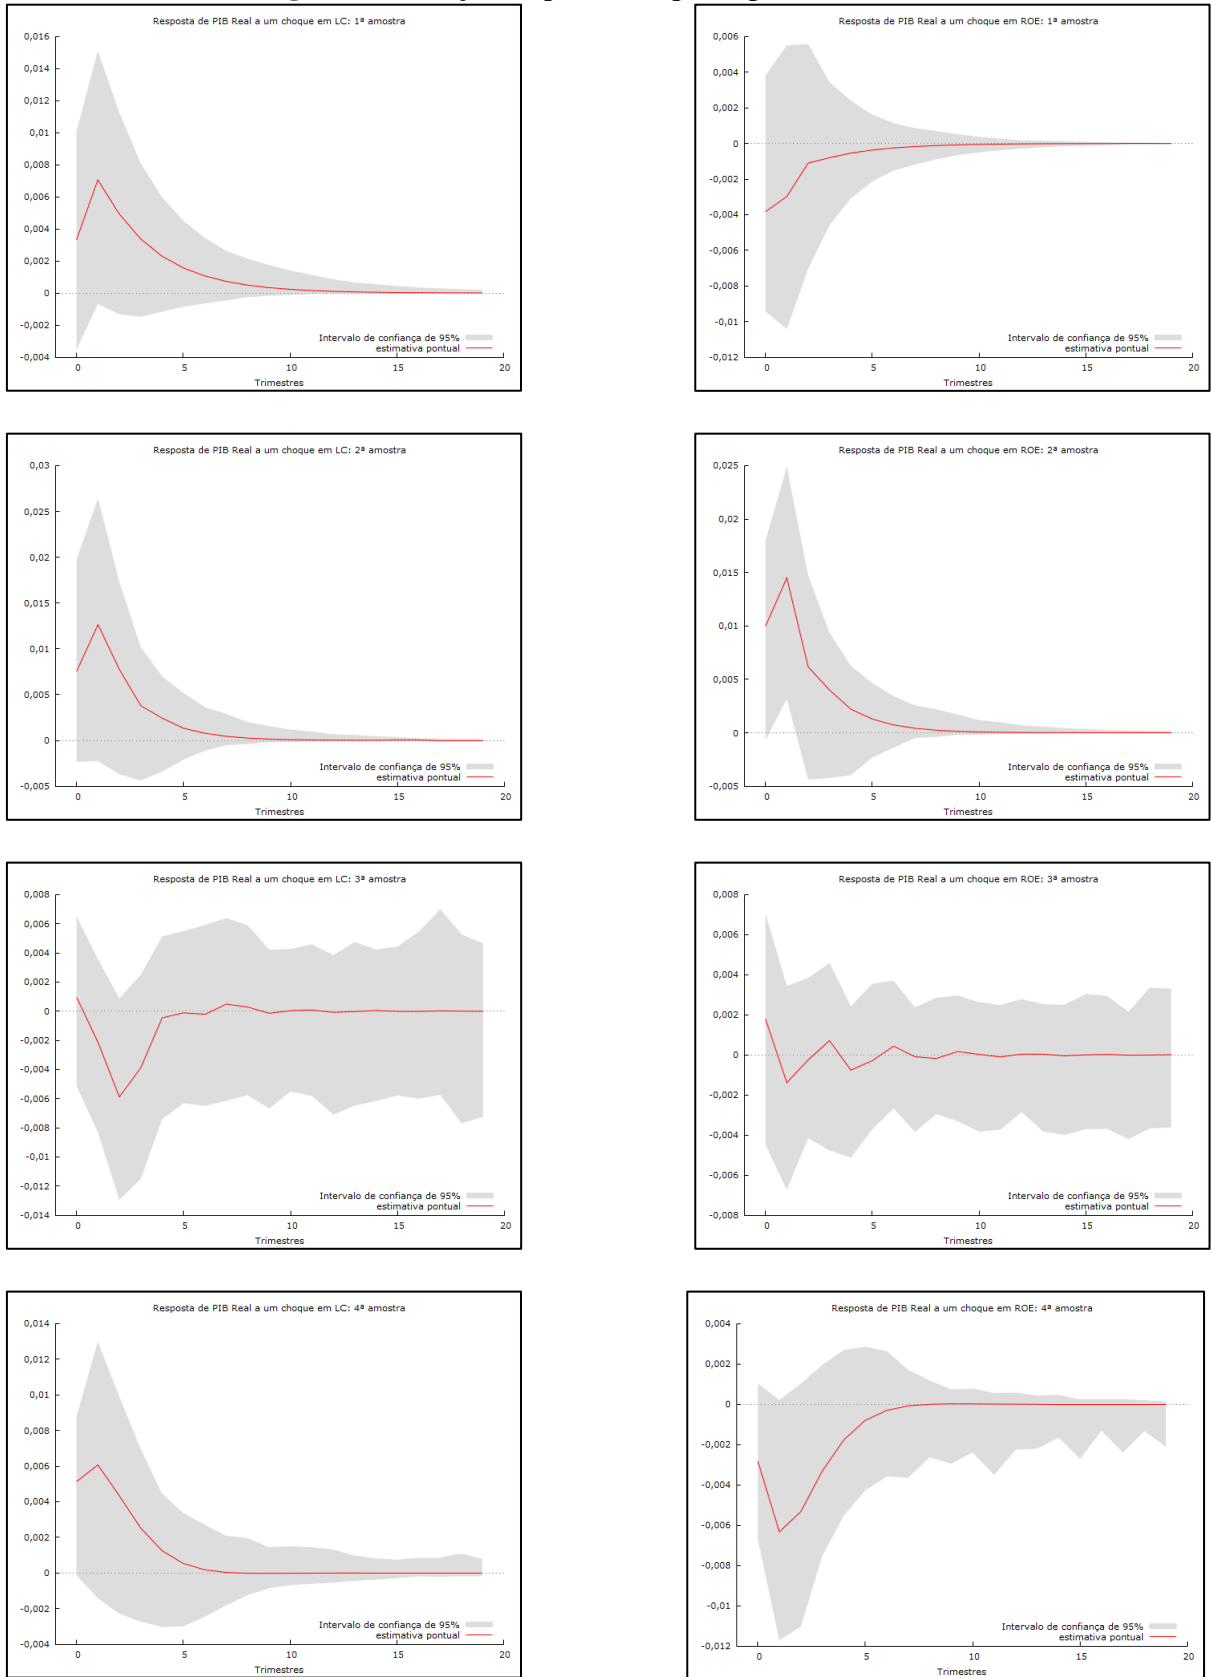 Resposta de PIB Real a um choque em LC: 1ª amostra
0,016
0,014
0,012
0,01
0,008
0,006
0,004
0,002
0
-0,002
-0,004
Intervalo de confiança de 95%
estimativa pontual
0 5 10 15 20
Trimestres
Resposta de PIB Real a um choque em ROE: 1ª amostra
0,006
0,004
0,002
0
-0,002
-0,004
-0,006
-0,008
-0,01
-0,012
Intervalo de confiança de 95%
estimativa pontual
0 5 10 15 20
Trimestres
Resposta de PIB Real a um choque em LC: 2ª amostra
0,03
0,025
0,02
0,015
0,01
0,005
0
-0,005
Intervalo de confiança de 95%
estimativa pontual
0 5 10 15 20
Trimestres
Resposta de PIB Real a um choque em ROE: 2ª amostra
0,025
0,02
0,015
0,01
0,005
0
-0,005
Intervalo de confiança de 95%
estimativa pontual
0 5 10 15 20
Trimestres
Resposta de PIB Real a um choque em LC: 3ª amostra
0,008
0,006
0,004
0,002
0
-0,002
-0,004
-0,006
-0,008
-0,01
-0,012
-0,014
Intervalo de confiança de 95%
estimativa pontual
0 5 10 15 20
Trimestres
Resposta de PIB Real a um choque em ROE: 3ª amostra
0,008
0,006
0,004
0,002
0
-0,002
-0,004
-0,006
-0,008
Intervalo de confiança de 95%
estimativa pontual
0 5 10 15 20
Trimestres
Resposta de PIB Real a um choque em LC: 4ª amostra
0,014
0,012
0,01
0,008
0,006
0,004
0,002
0
-0,002
-0,004
Intervalo de confiança de 95%
estimativa pontual
0 5 10 15 20
Trimestres
Resposta de PIB Real a um choque em ROE: 4ª amostra
0,004
0,002
0
-0,002
-0,004
-0,006
-0,008
-0,01
-0,012
Intervalo de confiança de 95%
estimativa pontual
0 5 10 15 20
Trimestres